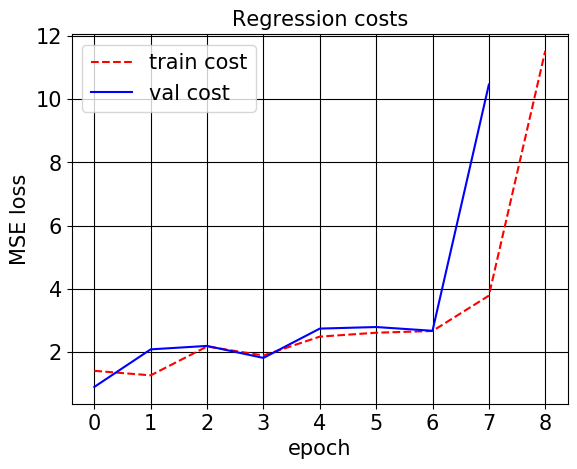 Regression costs
12
10
8
6
4
2
MSE loss
train cost
val cost
0 1 2 3 4 5 6 7 8
epoch